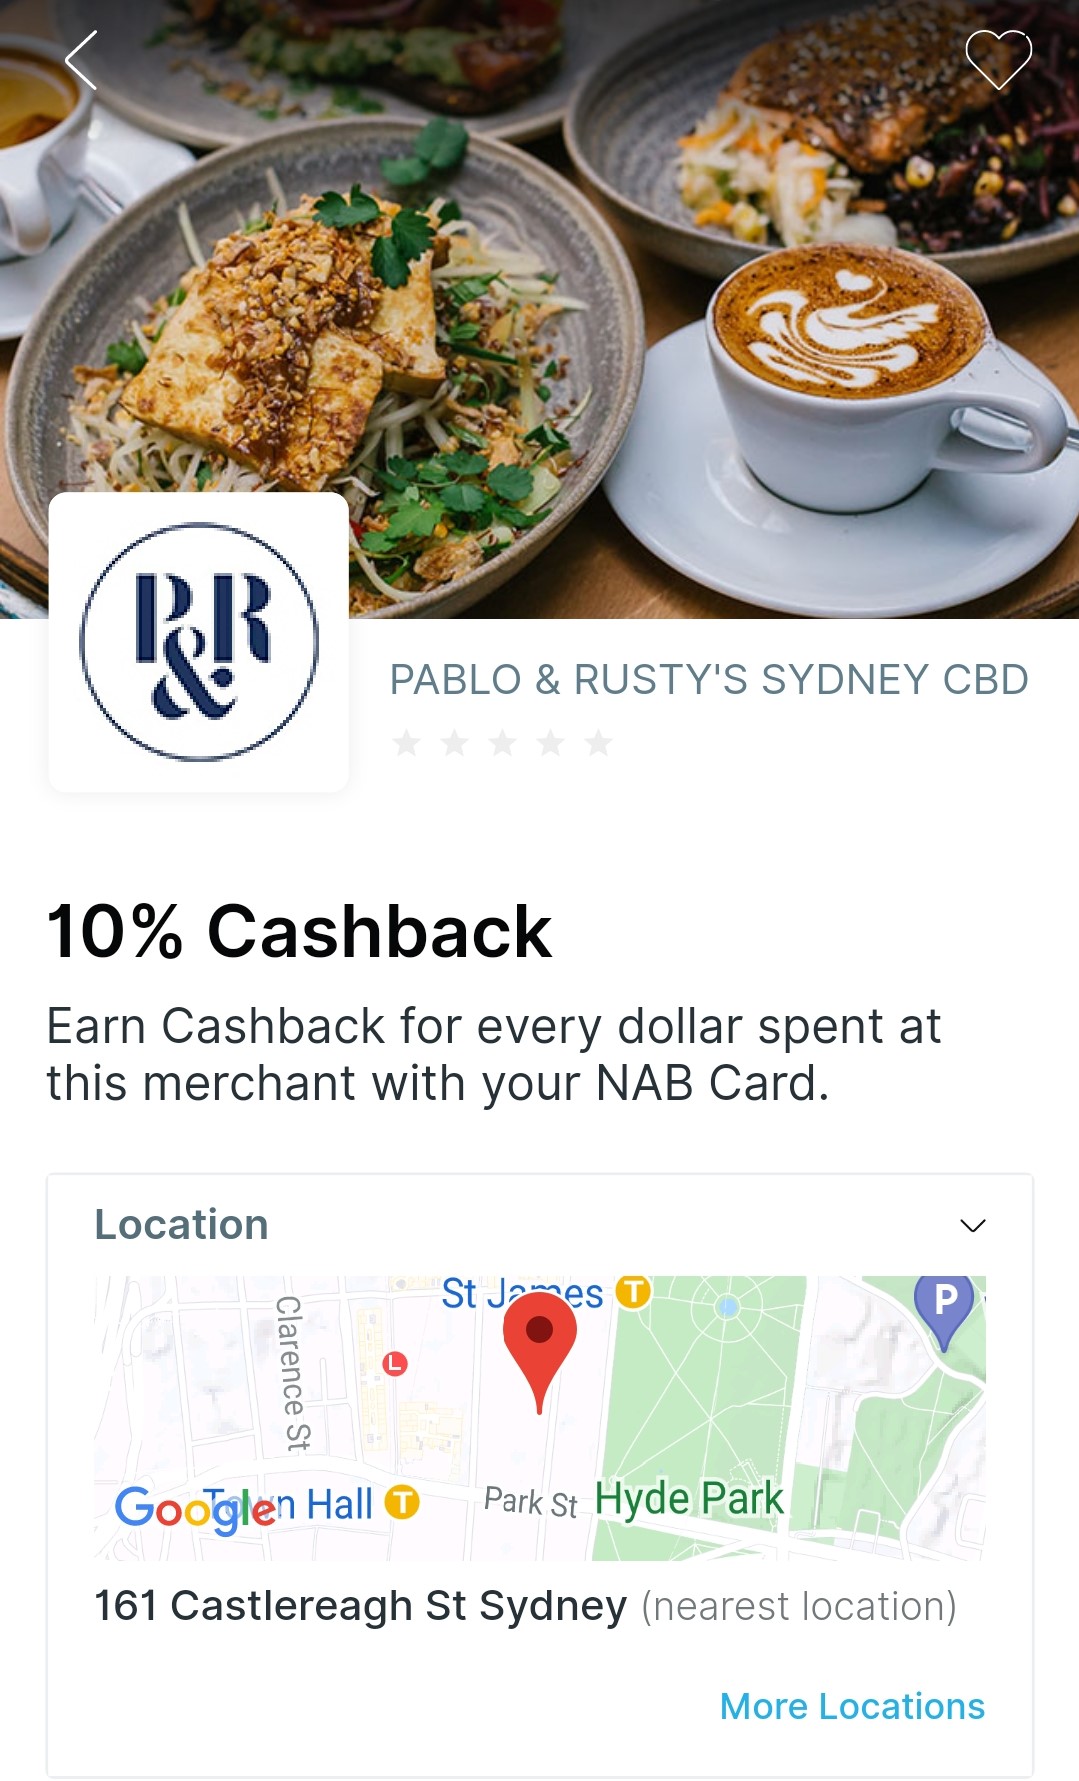 P&R
PABLO & RUSTY'S SYDNEY CBD
10% Cashback
Earn Cashback for every dollar spent at
this merchant with your NAB Card.
Location
St James T
P
Clarence St
L
Google
Town Hall T
Park St
Hyde Park
161 Castlereagh St Sydney (nearest location)
More Locations